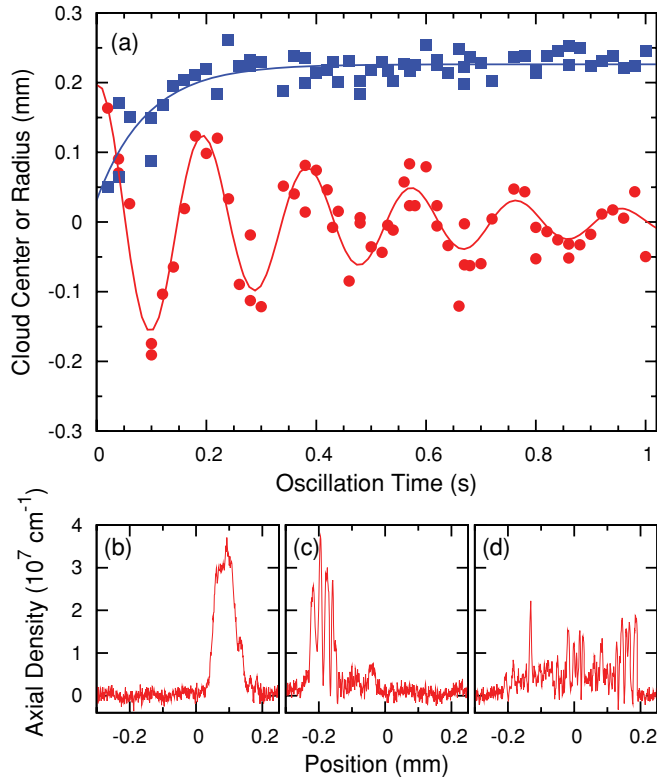 (a)
Cloud Center or Radius (mm)
0.3
0.2
0.1
0
-0.1
-0.2
-0.3
0 0.2 0.4 0.6 0.8 1
Oscillation Time (s)
Axial Density (10⁷ cm⁻¹)
4
3
2
1
0
(b) (c) (d)
-0.2 0 0.2 -0.2 0 0.2 -0.2 0 0.2
Position (mm)